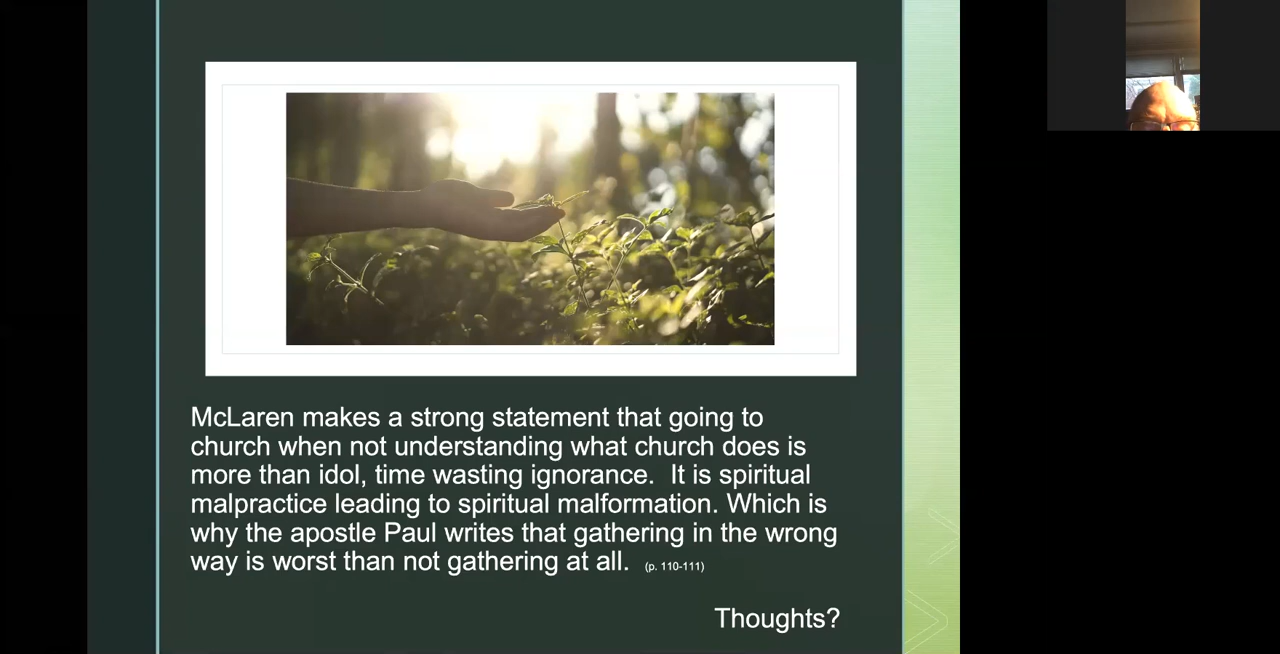 McLaren makes a strong statement that going to
church when not understanding what church does is
more than idol, time wasting ignorance.  It is spiritual
malpractice leading to spiritual malformation. Which is
why the apostle Paul writes that gathering in the wrong
way is worst than not gathering at all.  (p. 110-111)
Thoughts?